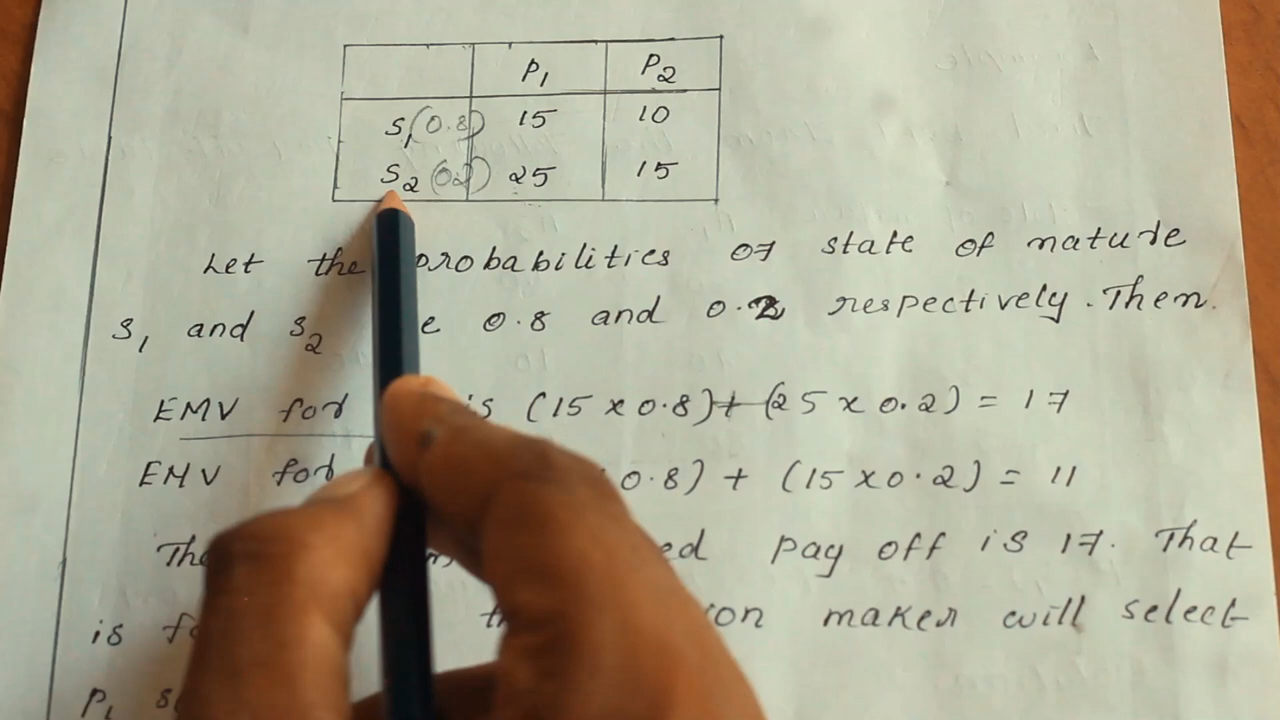 P1 P2
S1(0.8) 15 10
S2(0.2) 25 15
Let the probabilities of state of nature
S1 and S2 0.8 and 0.2 respectively. Then.
EMV for is (15 x 0.8)+(25 x 0.2) = 17
EMV for 0.8) + (15 x 0.2) = 11
pay off is 17. That
is maker will select
P1